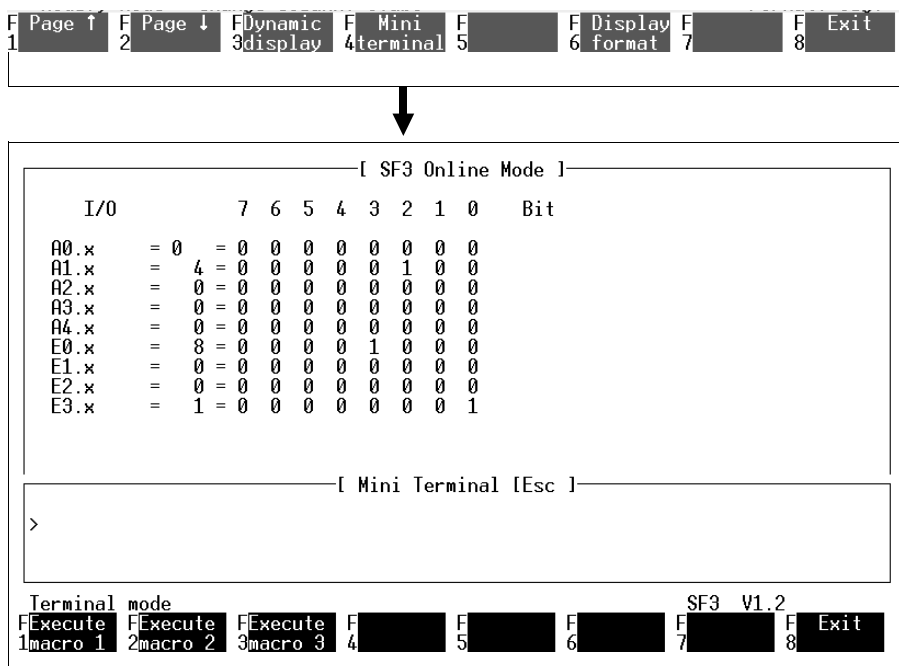 F Page ↑ F Page ↓ F Dynamic F Mini F F Display F F Exit
1 2 3 display 4 terminal 5 6 format 7 8
[ SF3 Online Mode ]
I/O 7 6 5 4 3 2 1 0 Bit
A0.x = 0 = 0 0 0 0 0 0 0 0
A1.x = 4 = 0 0 0 0 0 1 0 0
A2.x = 0 = 0 0 0 0 0 0 0 0
A3.x = 0 = 0 0 0 0 0 0 0 0
A4.x = 0 = 0 0 0 0 0 0 0 0
E0.x = 8 = 0 0 0 0 1 0 0 0
E1.x = 0 = 0 0 0 0 0 0 0 0
E2.x = 0 = 0 0 0 0 0 0 0 0
E3.x = 1 = 0 0 0 0 0 0 0 1
[ Mini Terminal [Esc ]
>
Terminal mode SF3 V1.2
F Execute F Execute F Execute F F F F F Exit
1 macro 1 2 macro 2 3 macro 3 4 5 6 7 8